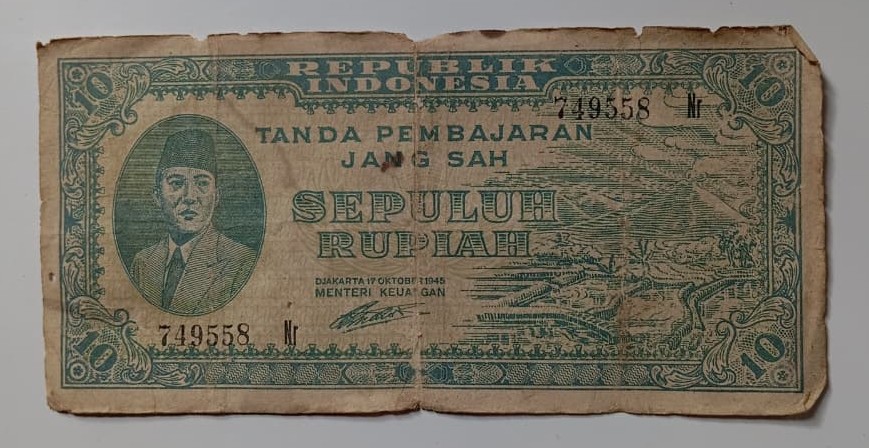 10
REPUBLIK
INDONESIA
10
749558 Nr
TANDA PEMBAJARAN
JANG SAH
SEPULUH
RUPIAH
DJAKARTA 17 OKTOBER 1945
MENTERI KEUANGAN
749558 Nr
10
10